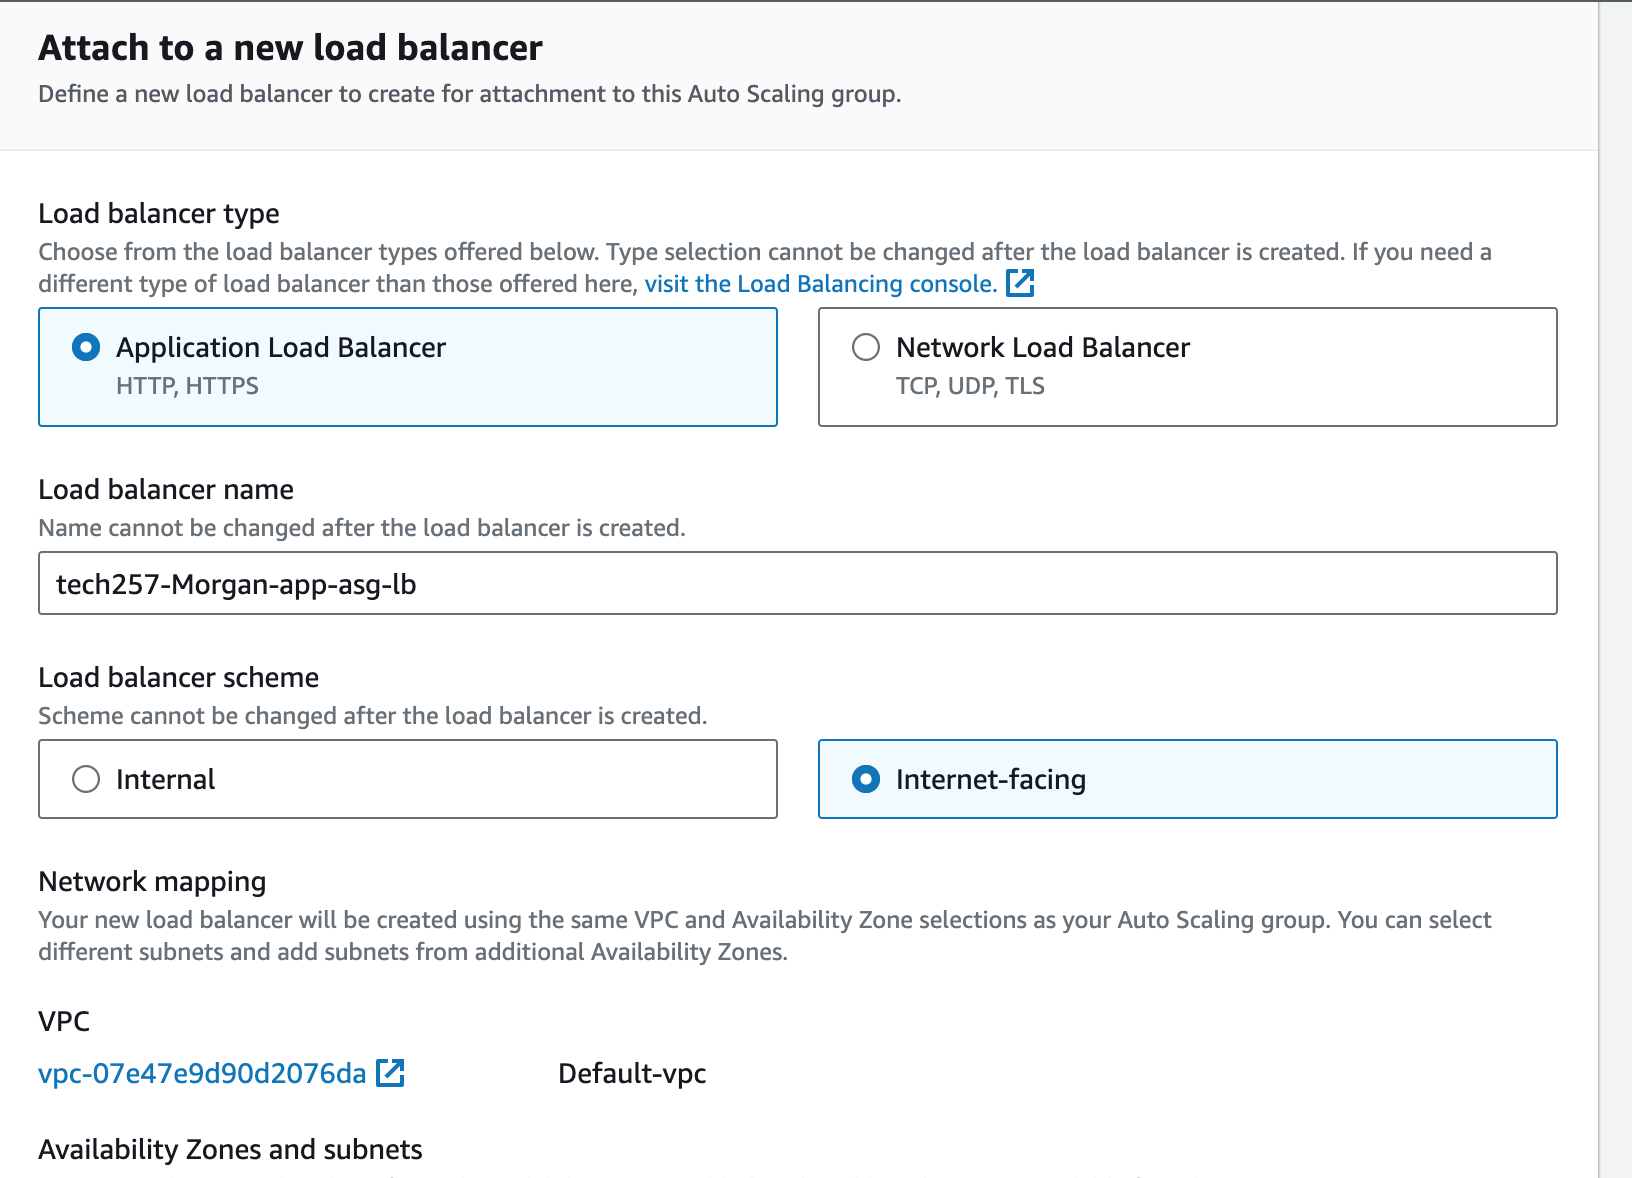 Attach to a new load balancer
Define a new load balancer to create for attachment to this Auto Scaling group.
Load balancer type
Choose from the load balancer types offered below. Type selection cannot be changed after the load balancer is created. If you need a
different type of load balancer than those offered here, visit the Load Balancing console.
Application Load Balancer
HTTP, HTTPS
Network Load Balancer
TCP, UDP, TLS
Load balancer name
Name cannot be changed after the load balancer is created.
tech257-Morgan-app-asg-lb
Load balancer scheme
Scheme cannot be changed after the load balancer is created.
Internal
Internet-facing
Network mapping
Your new load balancer will be created using the same VPC and Availability Zone selections as your Auto Scaling group. You can select
different subnets and add subnets from additional Availability Zones.
VPC
vpc-07e47e9d90d2076da
Default-vpc
Availability Zones and subnets